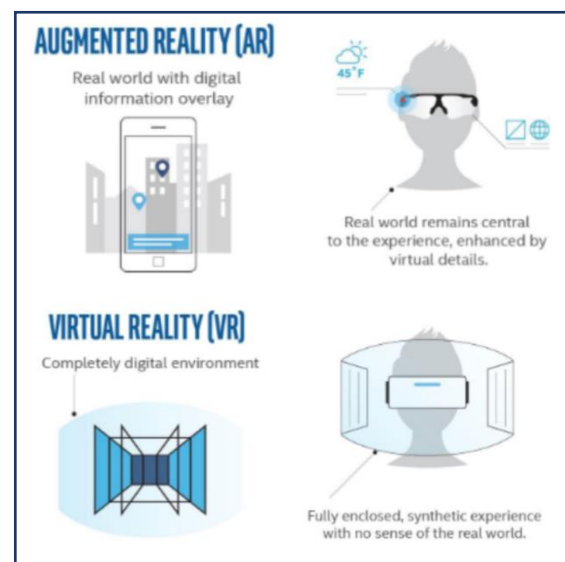 AUGMENTED REALITY (AR)
Real world with digital
information overlay
45°F
Real world remains central
to the experience, enhanced by
virtual details.
VIRTUAL REALITY (VR)
Completely digital environment
Fully enclosed, synthetic experience
with no sense of the real world.